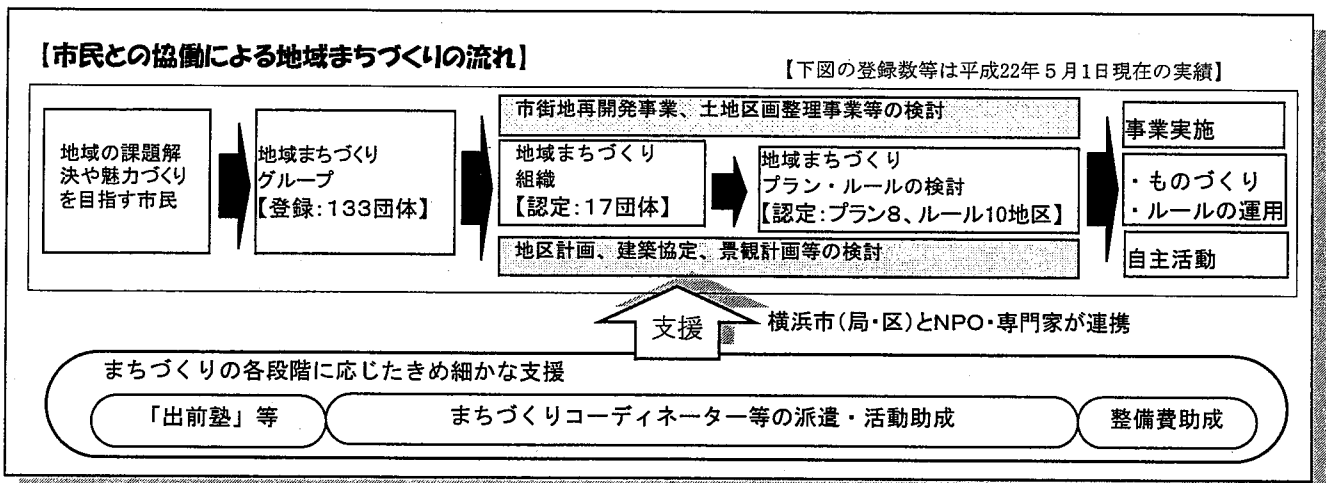 【市民との協働による地域まちづくりの流れ】
【下図の登録数等は平成22年5月1日現在の実績】
地域の課題解
決や魅力づくり
を目指す市民
地域まちづくり
グループ
【登録:133団体】
市街地再開発事業、土地区画整理事業等の検討
地域まちづくり
組織
【認定:17団体】
地域まちづくり
プラン・ルールの検討
【認定:プラン8、ルール10地区】
地区計画、建築協定、景観計画等の検討
事業実施
・ものづくり
・ルールの運用
自主活動
支援
横浜市(局・区)とNPO・専門家が連携
まちづくりの各段階に応じたきめ細かな支援
「出前塾」等
まちづくりコーディネーター等の派遣・活動助成
整備費助成